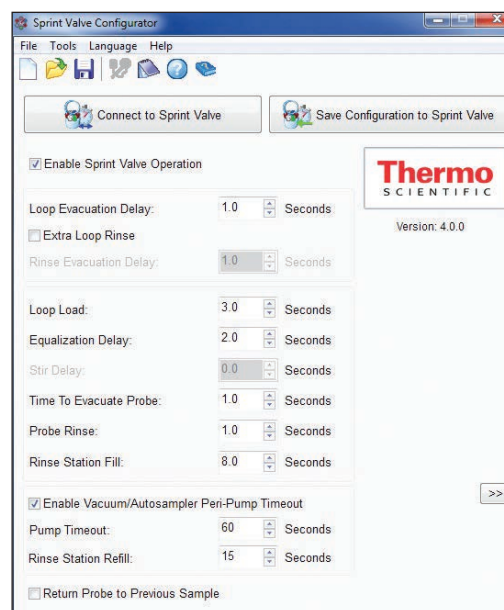 Sprint Valve Configurator
File Tools Language Help
Connect to Sprint Valve
Save Configuration to Sprint Valve
Enable Sprint Valve Operation
Thermo
SCIENTIFIC
Version: 4.0.0
Loop Evacuation Delay: 1.0 Seconds
Extra Loop Rinse
Rinse Evacuation Delay: 1.0 Seconds
Loop Load: 3.0 Seconds
Equalization Delay: 2.0 Seconds
Stir Delay: 0.0 Seconds
Time To Evacuate Probe: 1.0 Seconds
Probe Rinse: 1.0 Seconds
Rinse Station Fill: 8.0 Seconds
>>
Enable Vacuum/Autosampler Peri-Pump Timeout
Pump Timeout: 60 Seconds
Rinse Station Refill: 15 Seconds
Return Probe to Previous Sample